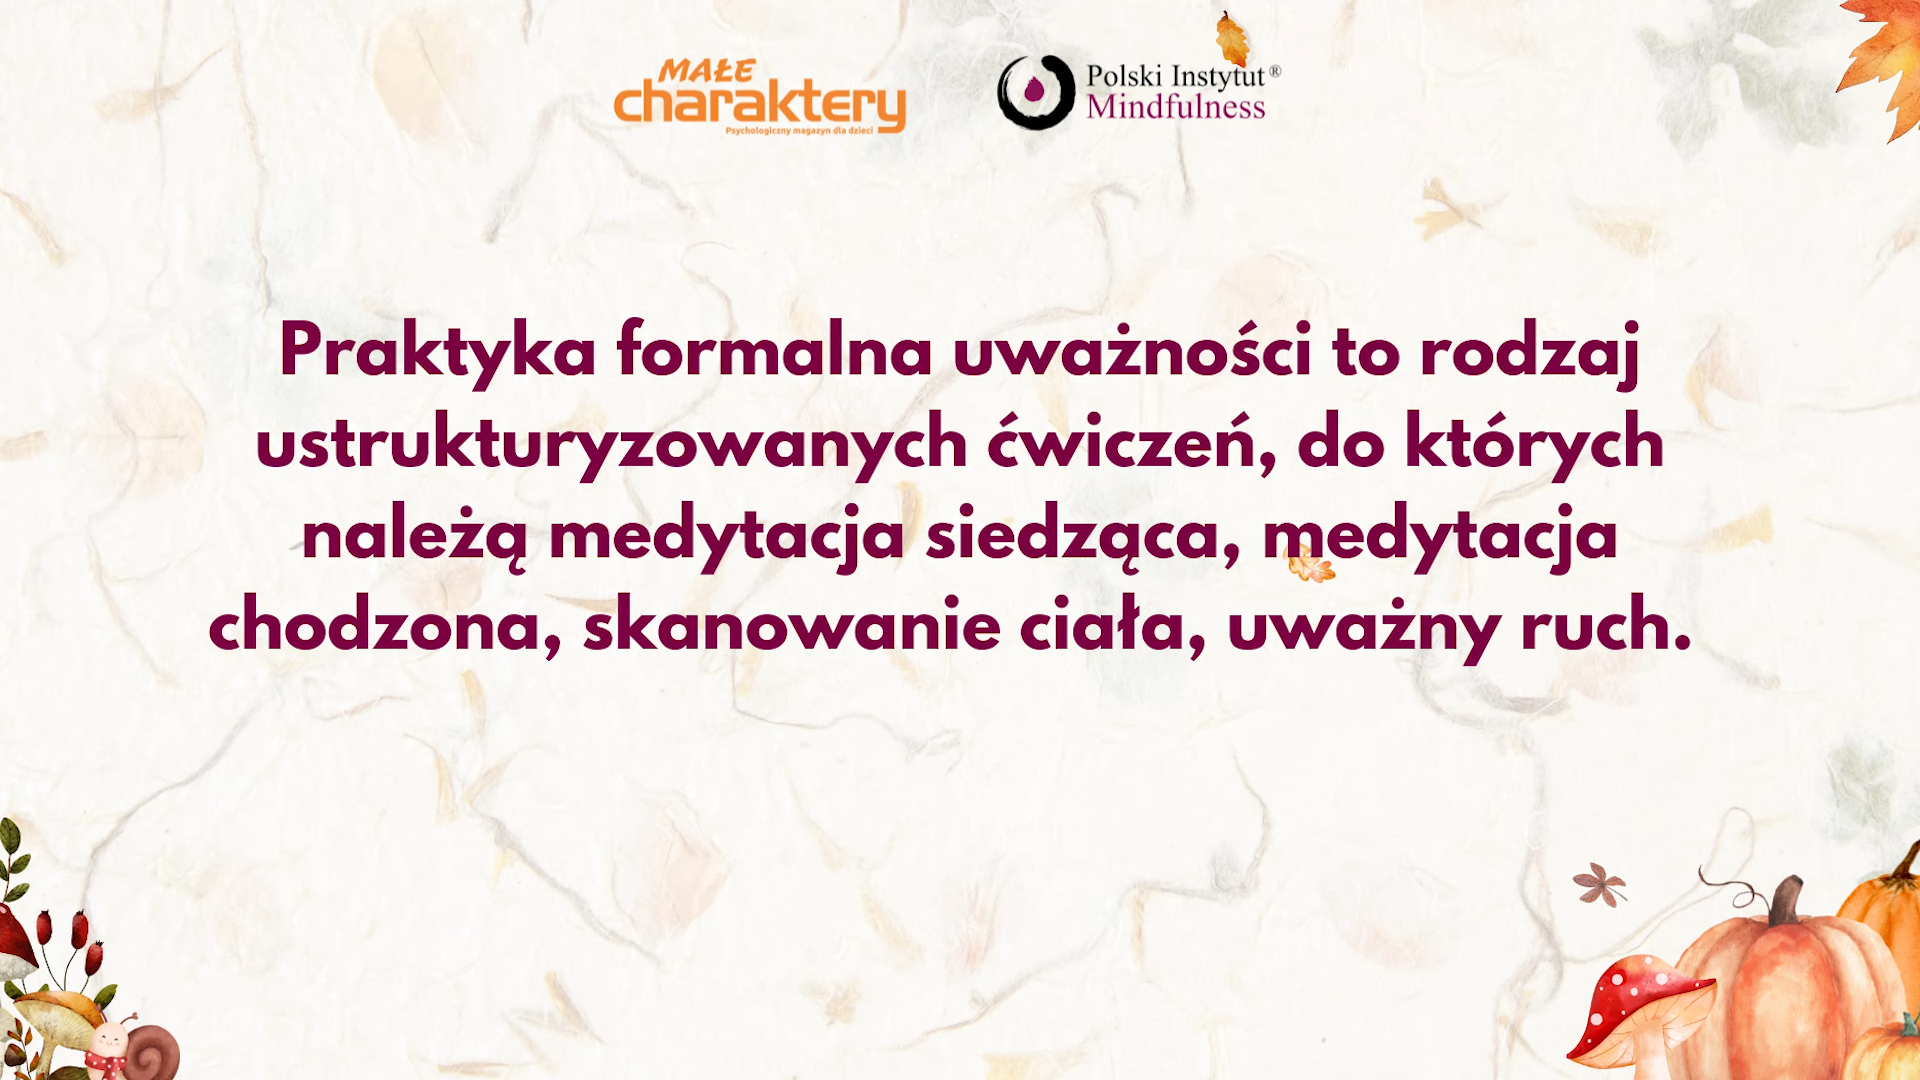 MAŁE
charaktery
Psychologiczny magazyn dla dzieci
Polski Instytut®
Mindfulness
Praktyka formalna uważności to rodzaj
ustrukturyzowanych ćwiczeń, do których
należą medytacja siedząca, medytacja
chodzona, skanowanie ciała, uważny ruch.